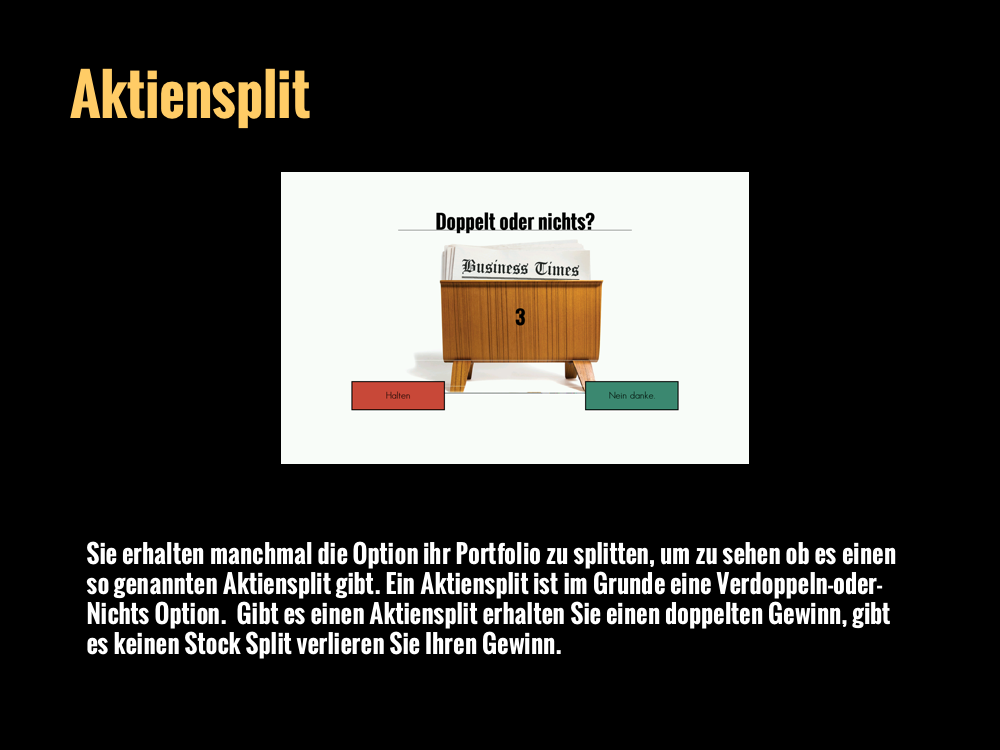 Aktiensplit
Doppelt oder nichts?
Business Times
3
Halten
Nein danke.
Sie erhalten manchmal die Option ihr Portfolio zu splitten, um zu sehen ob es einen
so genannten Aktiensplit gibt. Ein Aktiensplit ist im Grunde eine Verdoppeln-oder-
Nichts Option.  Gibt es einen Aktiensplit erhalten Sie einen doppelten Gewinn, gibt
es keinen Stock Split verlieren Sie Ihren Gewinn.